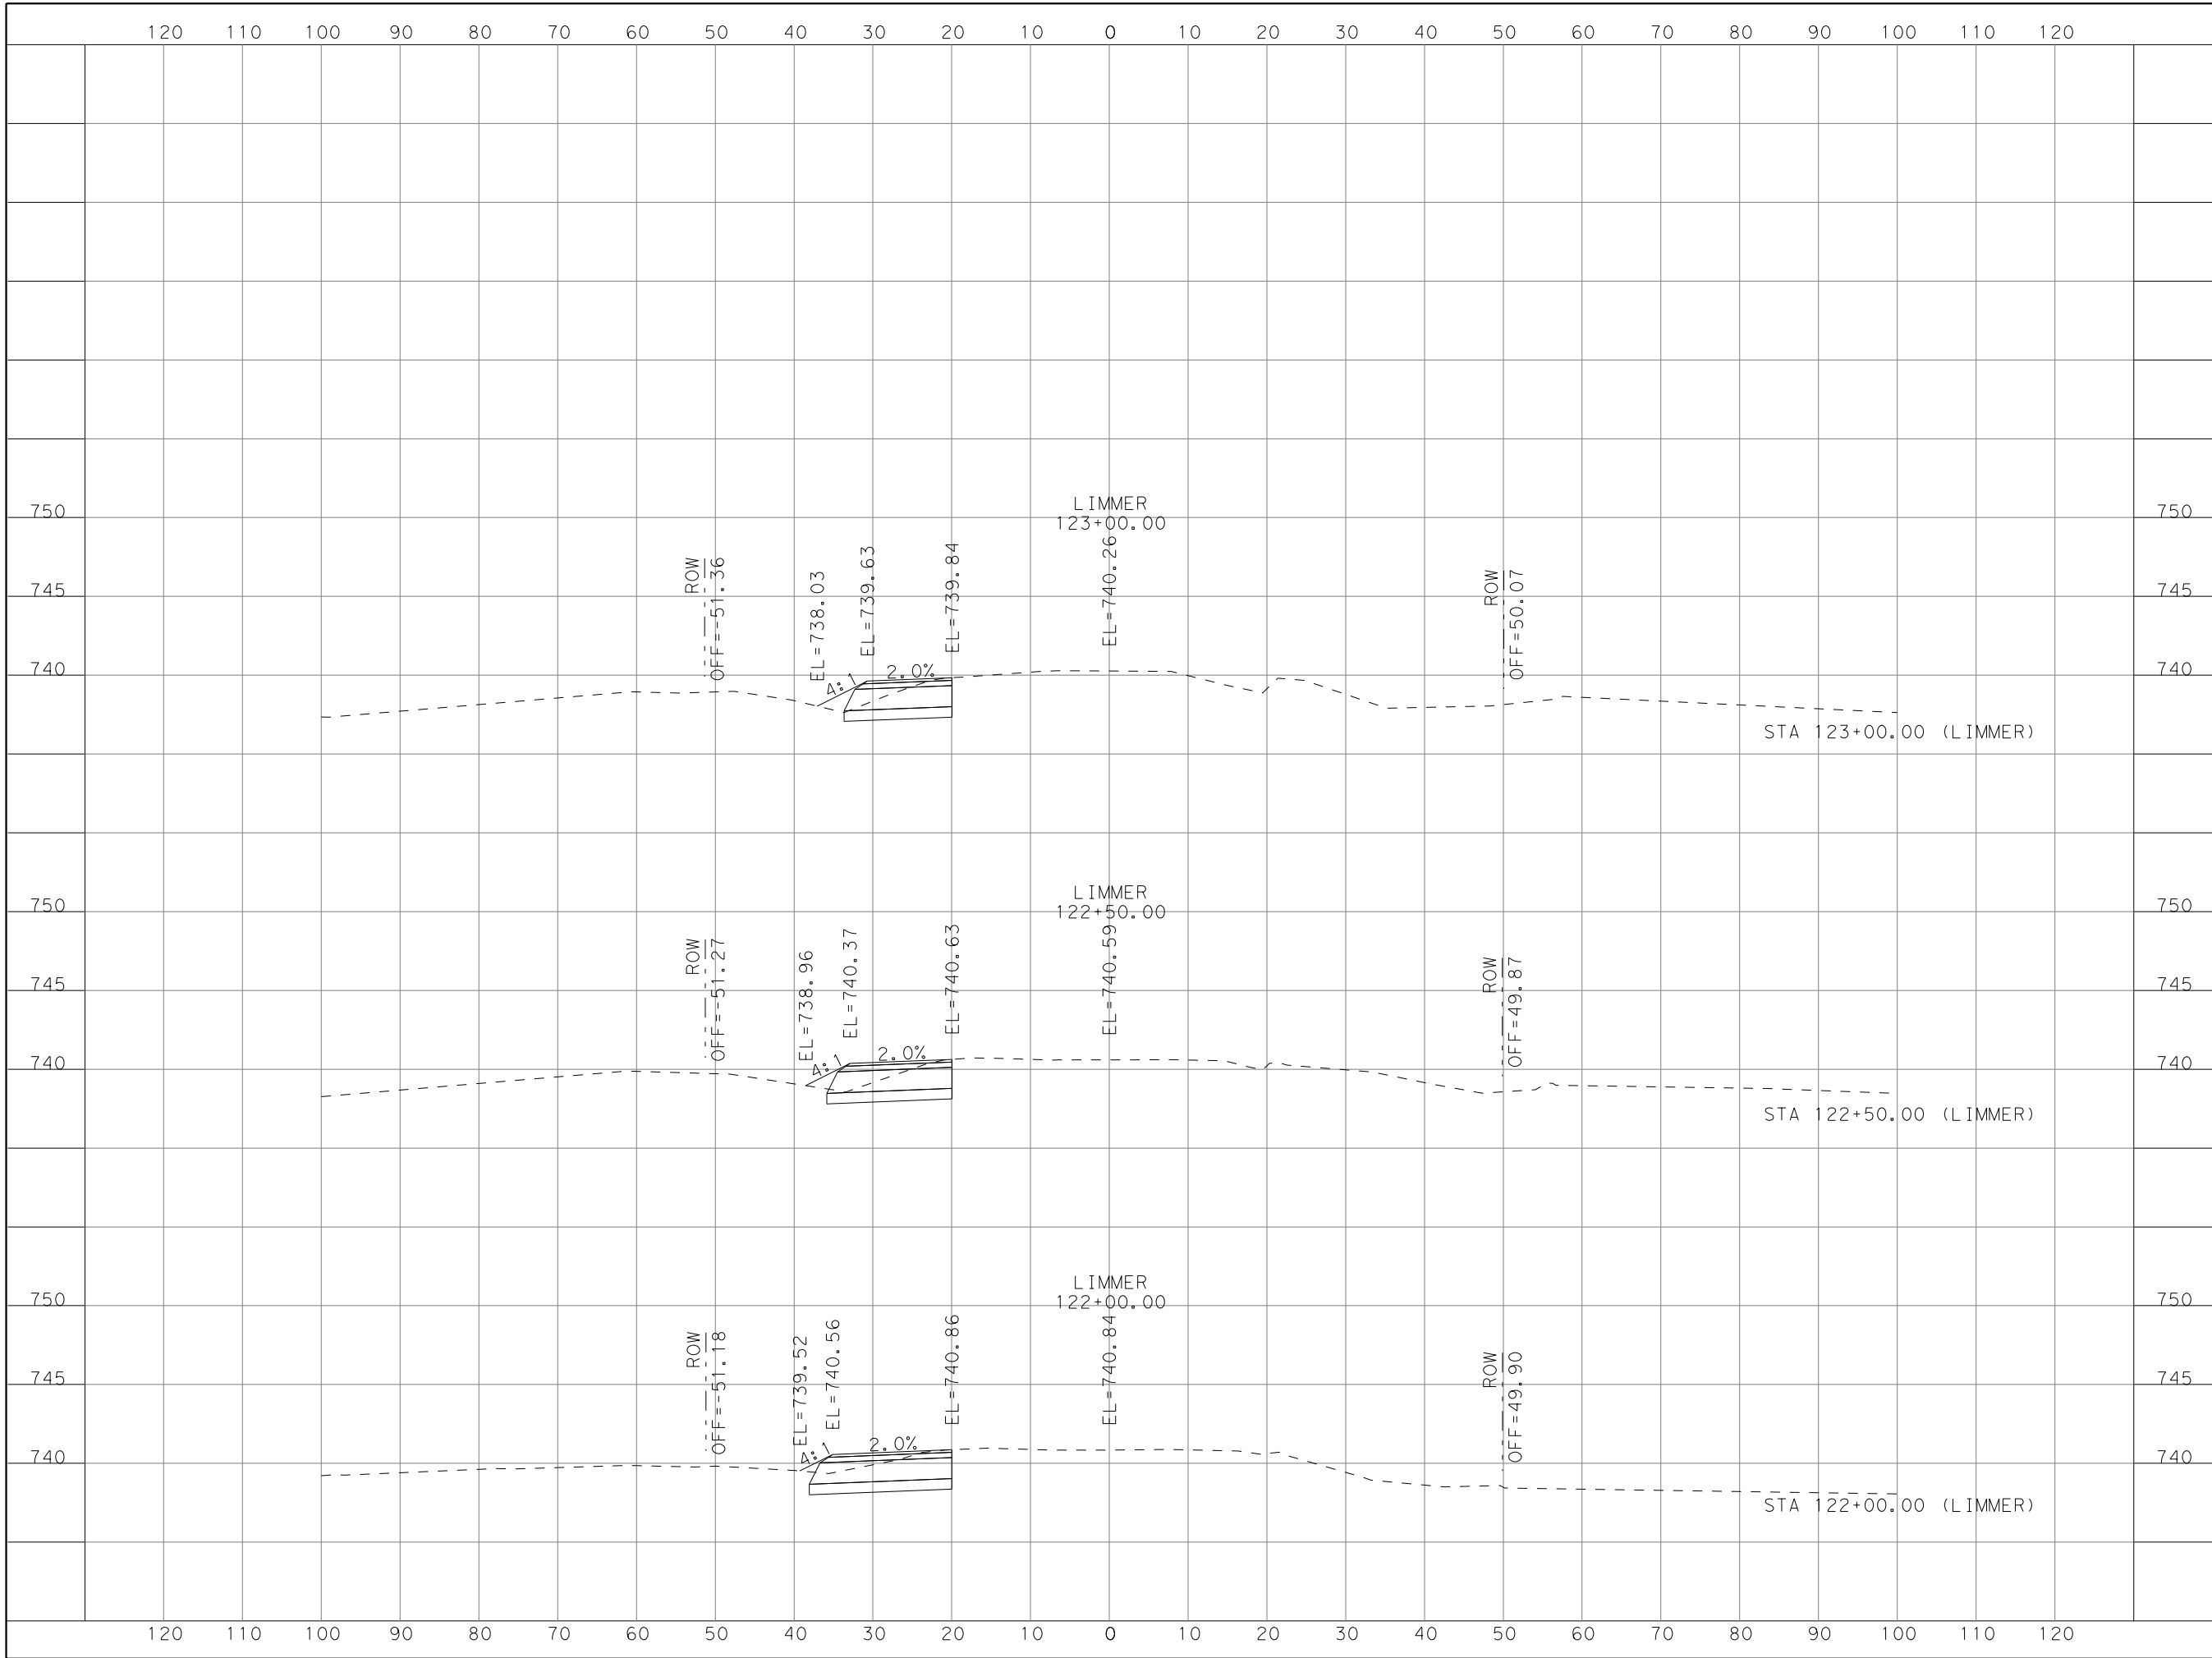 120 110 100 90 80 70 60 50 40 30 20 10 0 10 20 30 40 50 60 70 80 90 100 110 120
LIMMER
123+00.00
750 750
ROW
OFF=-51.36
EL=738.03
EL=739.63
EL=739.84
EL=740.26
ROW
OFF=50.07
745 745
740 740
4:1
2.0%
STA 123+00.00 (LIMMER)
LIMMER
122+50.00
750 750
ROW
OFF=-51.27
EL=738.96
EL=740.37
EL=740.63
EL=740.59
ROW
OFF=49.87
745 745
740 740
4:1
2.0%
STA 122+50.00 (LIMMER)
LIMMER
122+00.00
750 750
ROW
OFF=-51.18
EL=739.52
EL=740.56
EL=740.86
EL=740.84
ROW
OFF=49.90
745 745
740 740
4:1
2.0%
STA 122+00.00 (LIMMER)
120 110 100 90 80 70 60 50 40 30 20 10 0 10 20 30 40 50 60 70 80 90 100 110 120